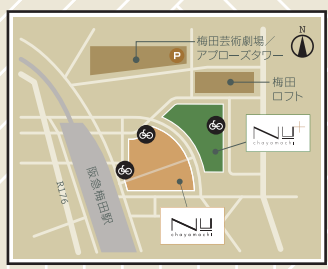 N
梅田芸術劇場/
アプローズタワー
P
梅田
ロフト
NU+
chayamachi
阪急梅田駅
R176
NU
chayamachi